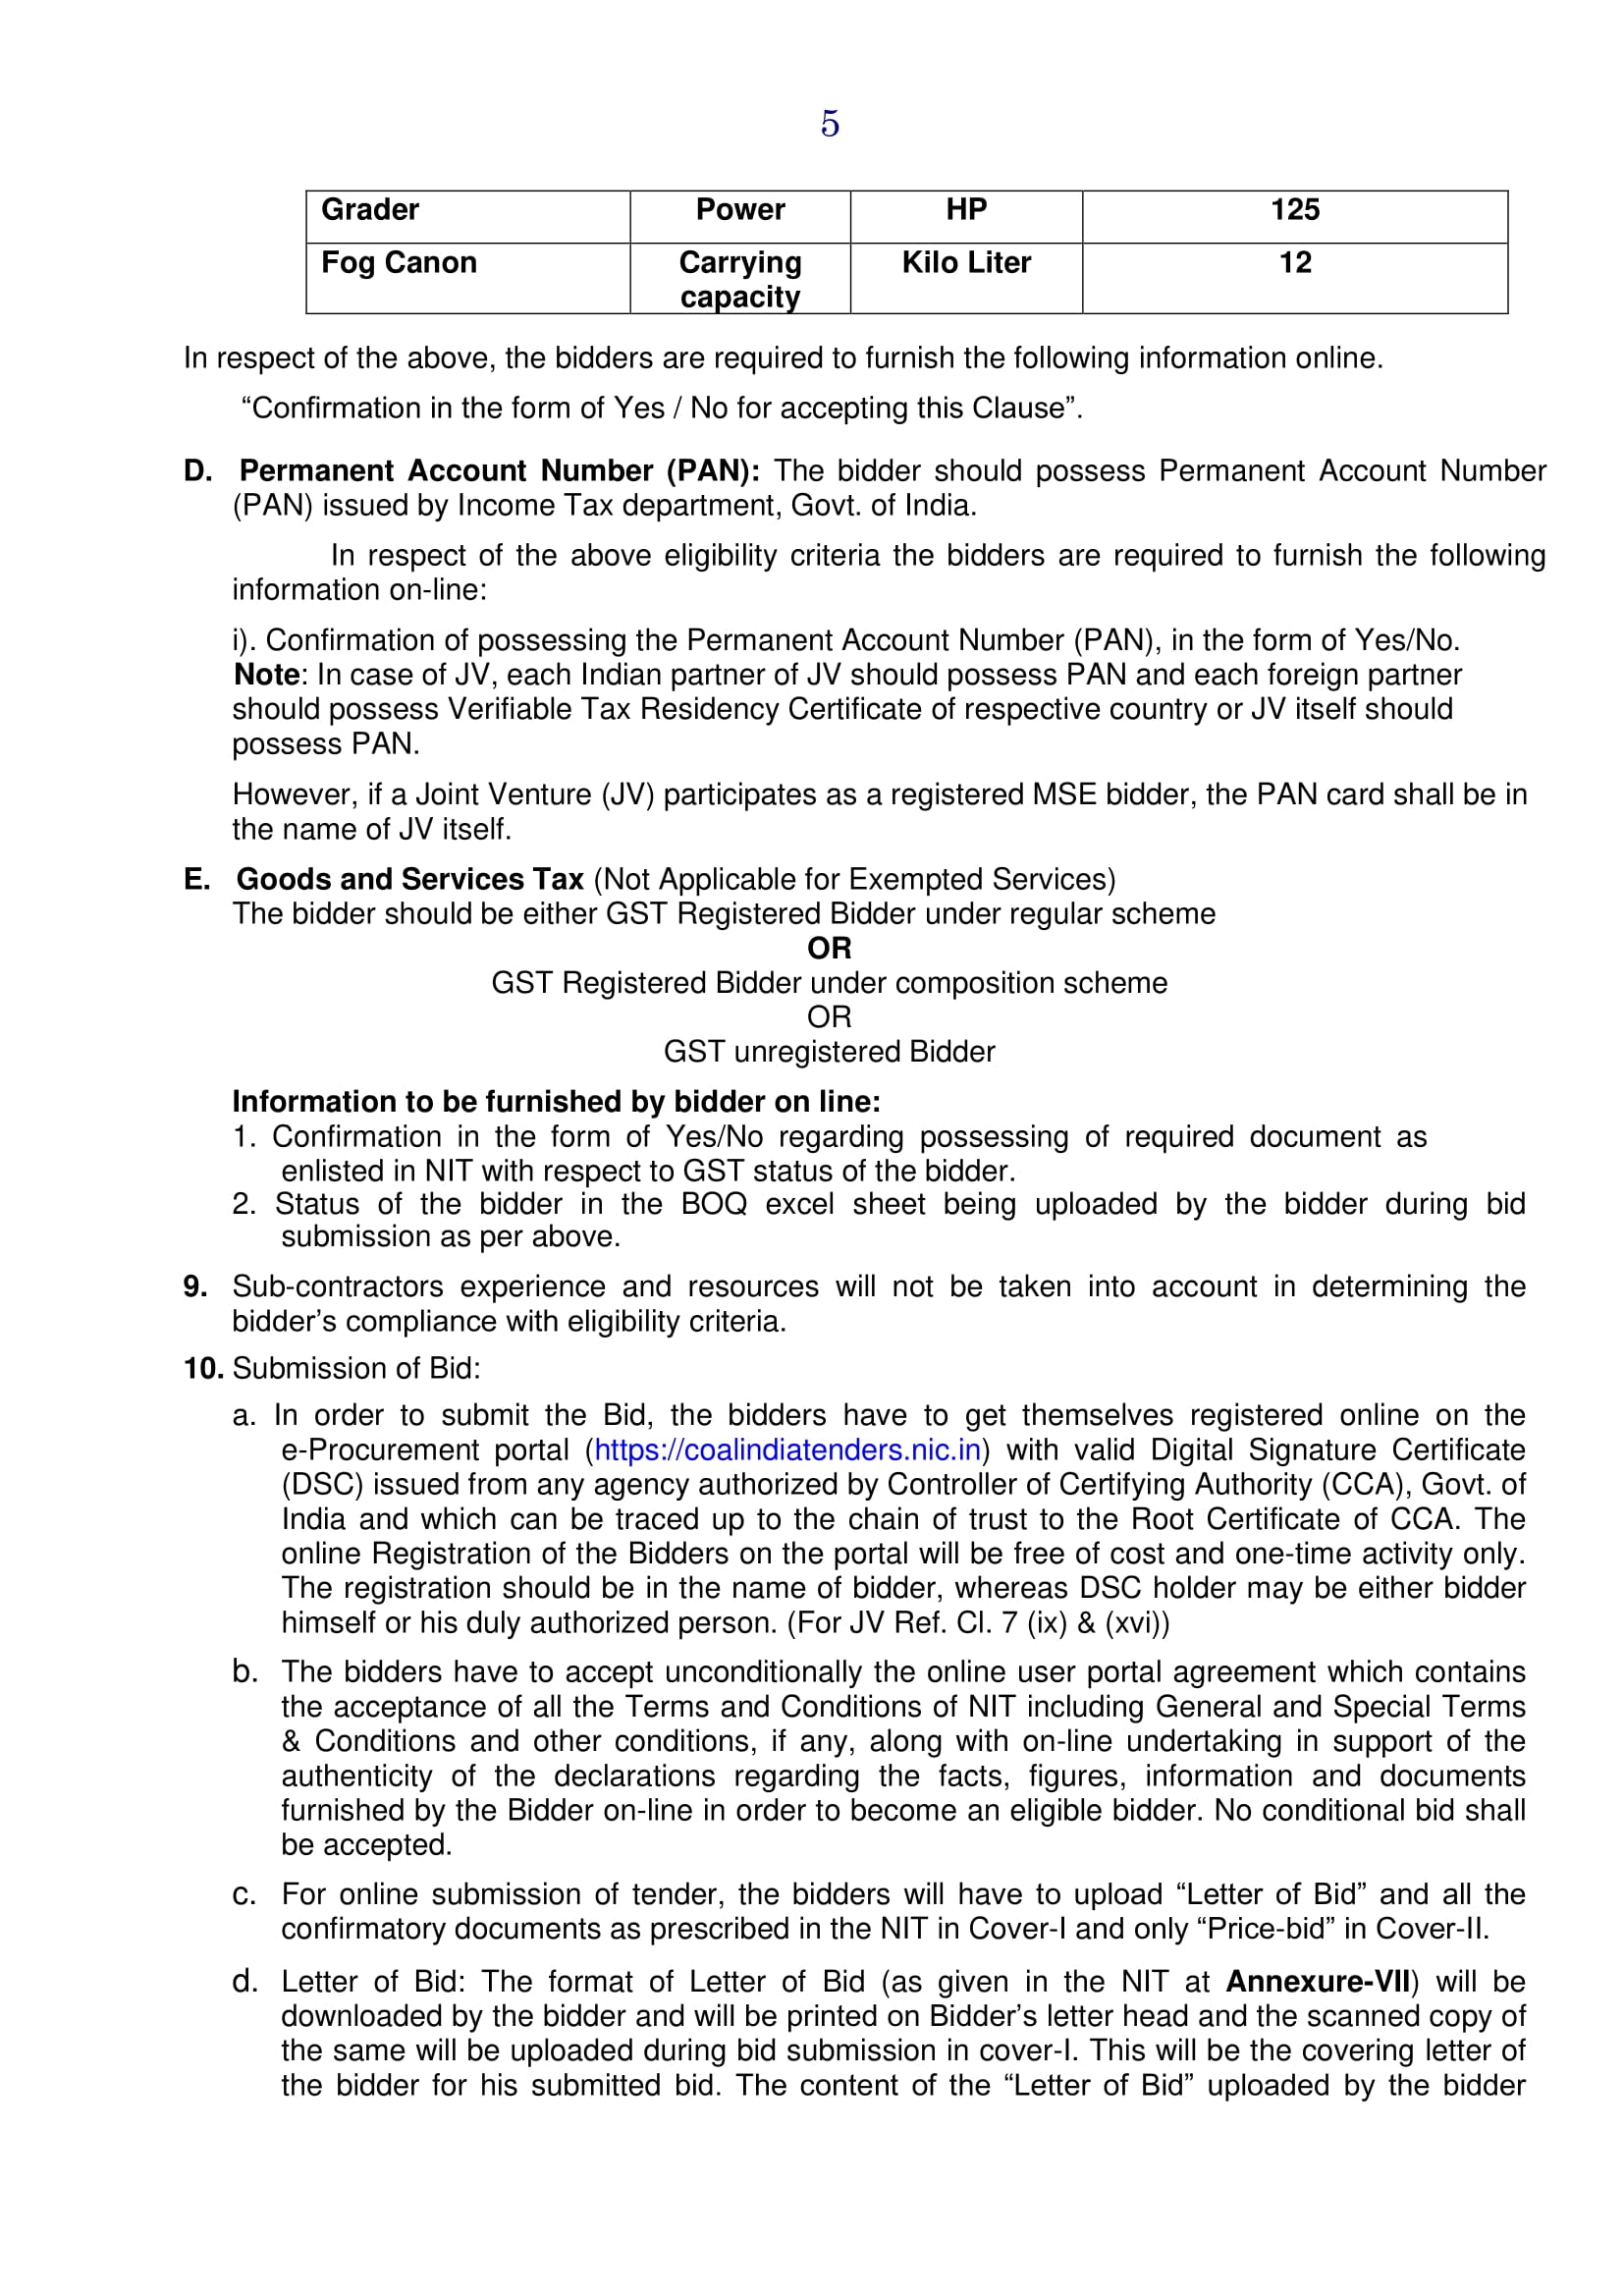 5
Grader Power HP 125
Fog Canon Carrying Kilo Liter 12
capacity
In respect of the above, the bidders are required to furnish the following information online.
“Confirmation in the form of Yes / No for accepting this Clause”.
D. Permanent Account Number (PAN): The bidder should possess Permanent Account Number
(PAN) issued by Income Tax department, Govt. of India.
In respect of the above eligibility criteria the bidders are required to furnish the following
information on-line:
i). Confirmation of possessing the Permanent Account Number (PAN), in the form of Yes/No.
Note: In case of JV, each Indian partner of JV should possess PAN and each foreign partner
should possess Verifiable Tax Residency Certificate of respective country or JV itself should
possess PAN.
However, if a Joint Venture (JV) participates as a registered MSE bidder, the PAN card shall be in
the name of JV itself.
E. Goods and Services Tax (Not Applicable for Exempted Services)
The bidder should be either GST Registered Bidder under regular scheme
OR
GST Registered Bidder under composition scheme
OR
GST unregistered Bidder
Information to be furnished by bidder on line:
1. Confirmation in the form of Yes/No regarding possessing of required document as
enlisted in NIT with respect to GST status of the bidder.
2. Status of the bidder in the BOQ excel sheet being uploaded by the bidder during bid
submission as per above.
9. Sub-contractors experience and resources will not be taken into account in determining the
bidder’s compliance with eligibility criteria.
10. Submission of Bid:
a. In order to submit the Bid, the bidders have to get themselves registered online on the
e-Procurement portal (https://coalindiatenders.nic.in) with valid Digital Signature Certificate
(DSC) issued from any agency authorized by Controller of Certifying Authority (CCA), Govt. of
India and which can be traced up to the chain of trust to the Root Certificate of CCA. The
online Registration of the Bidders on the portal will be free of cost and one-time activity only.
The registration should be in the name of bidder, whereas DSC holder may be either bidder
himself or his duly authorized person. (For JV Ref. Cl. 7 (ix) & (xvi))
b. The bidders have to accept unconditionally the online user portal agreement which contains
the acceptance of all the Terms and Conditions of NIT including General and Special Terms
& Conditions and other conditions, if any, along with on-line undertaking in support of the
authenticity of the declarations regarding the facts, figures, information and documents
furnished by the Bidder on-line in order to become an eligible bidder. No conditional bid shall
be accepted.
c. For online submission of tender, the bidders will have to upload “Letter of Bid” and all the
confirmatory documents as prescribed in the NIT in Cover-I and only “Price-bid” in Cover-II.
d. Letter of Bid: The format of Letter of Bid (as given in the NIT at Annexure-VII) will be
downloaded by the bidder and will be printed on Bidder’s letter head and the scanned copy of
the same will be uploaded during bid submission in cover-I. This will be the covering letter of
the bidder for his submitted bid. The content of the “Letter of Bid” uploaded by the bidder